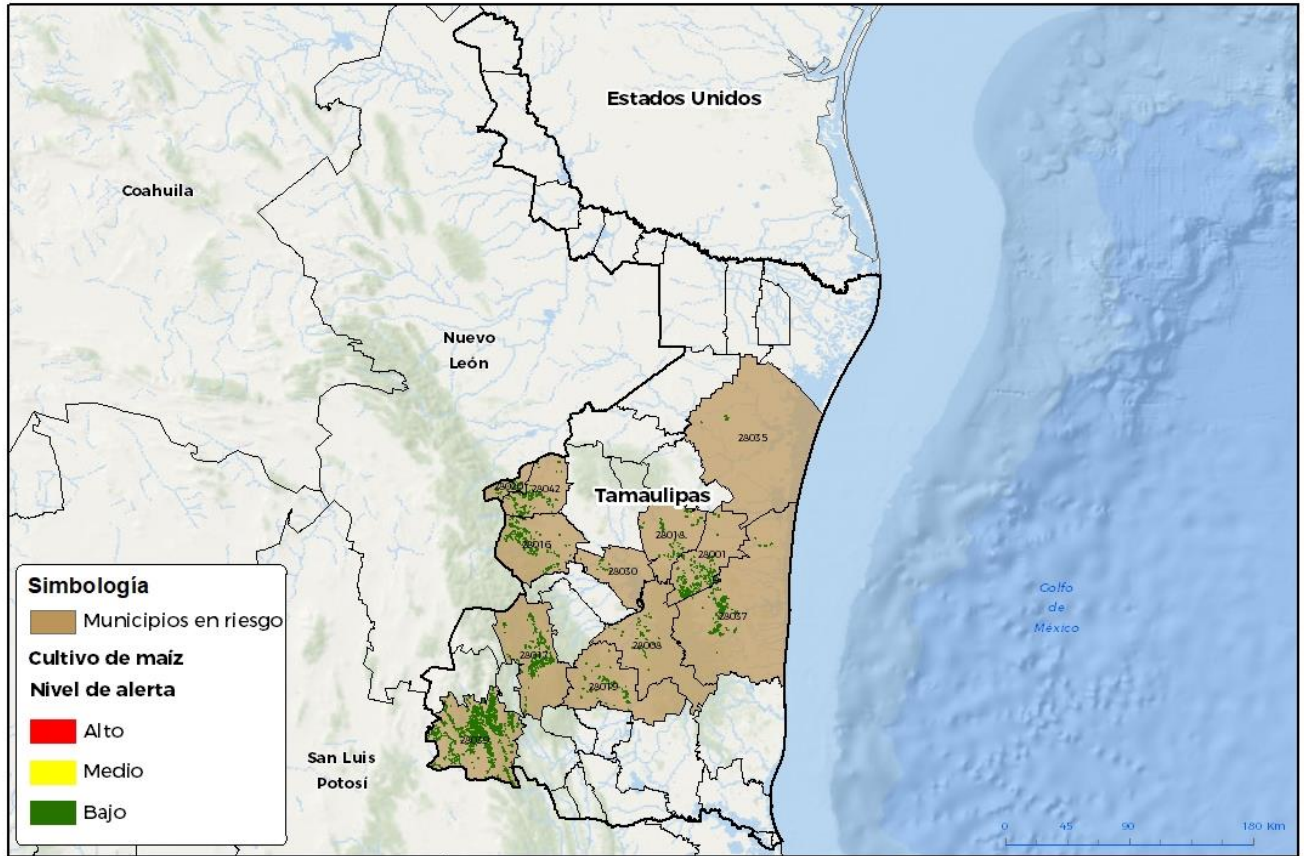 Estados Unidos
Coahuila
Nuevo
León
28035
Tamaulipas
28042
28016
28018
28001
28030
28037
28008
28017
28019
28039
Golfo
de
México
San Luis
Potosí
Simbología
Municipios en riesgo
Cultivo de maíz
Nivel de alerta
Alto
Medio
Bajo
0 45 90 180 Km